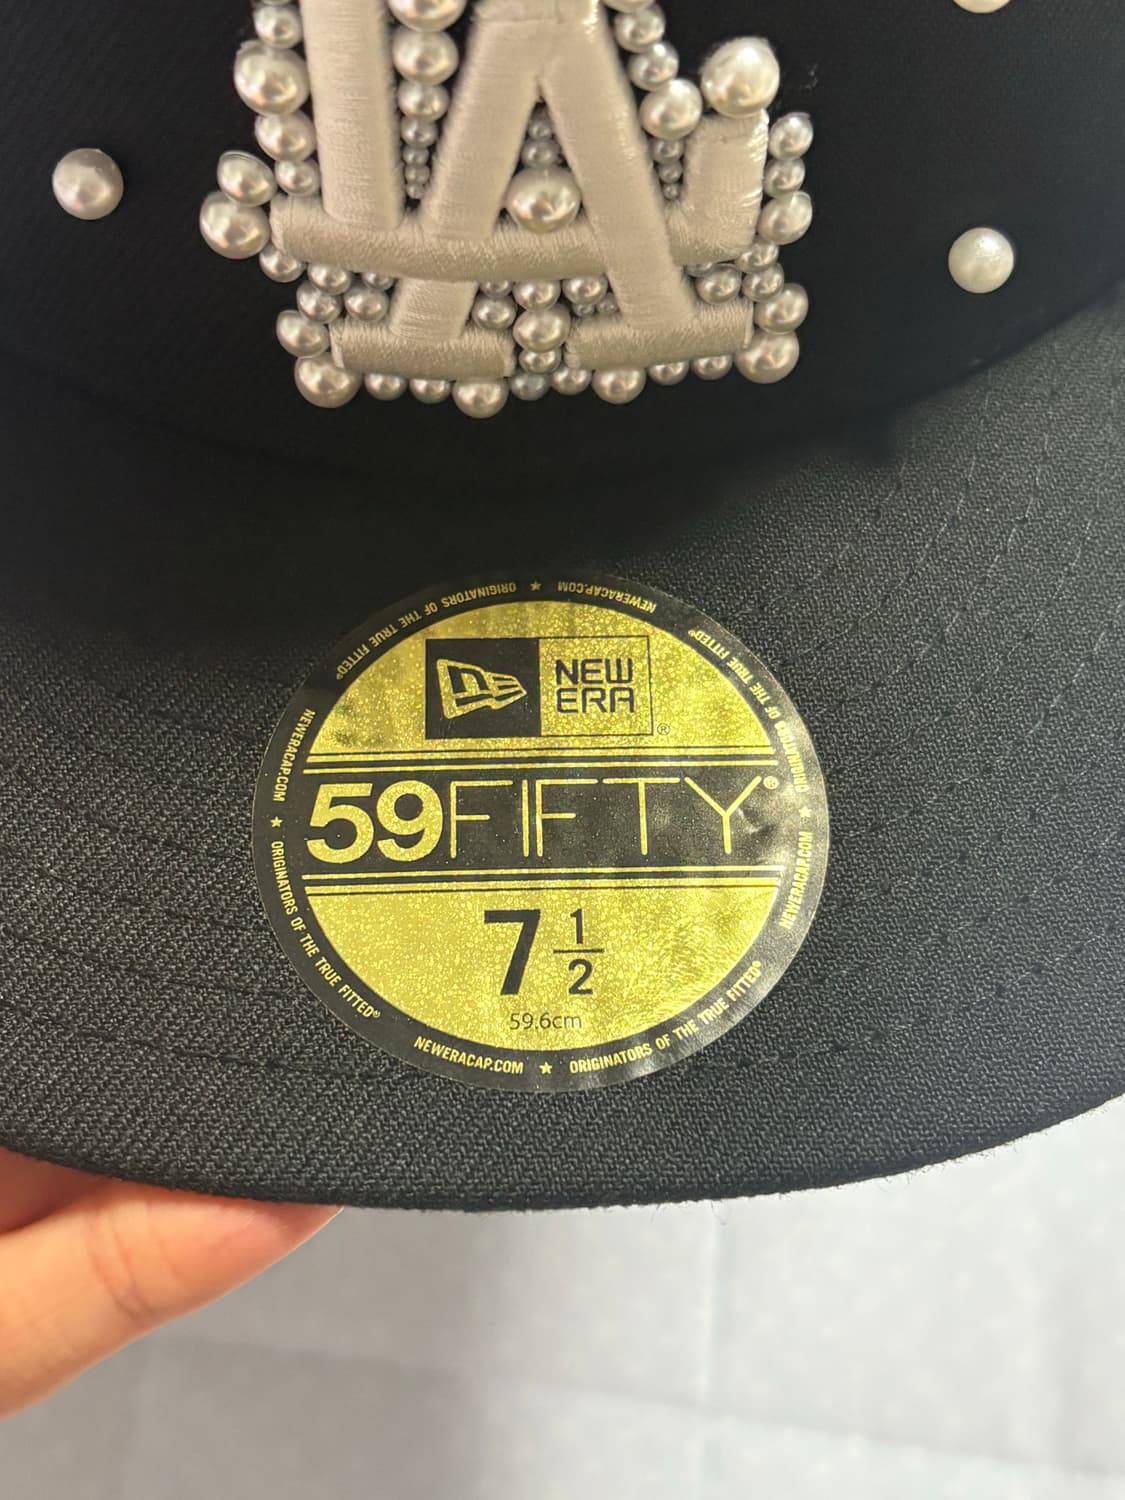 LA
NEW
ERA
®
59FIFTY®
7 1/2
59.6cm
NEWERACAP.COM ★ ORIGINATORS OF THE TRUE FITTED®
NEWERACAP.COM ★ ORIGINATORS OF THE TRUE FITTED®
NEWERACAP.COM ★ ORIGINATORS OF THE TRUE FITTED®
NEWERACAP.COM ★ ORIGINATORS OF THE TRUE FITTED®